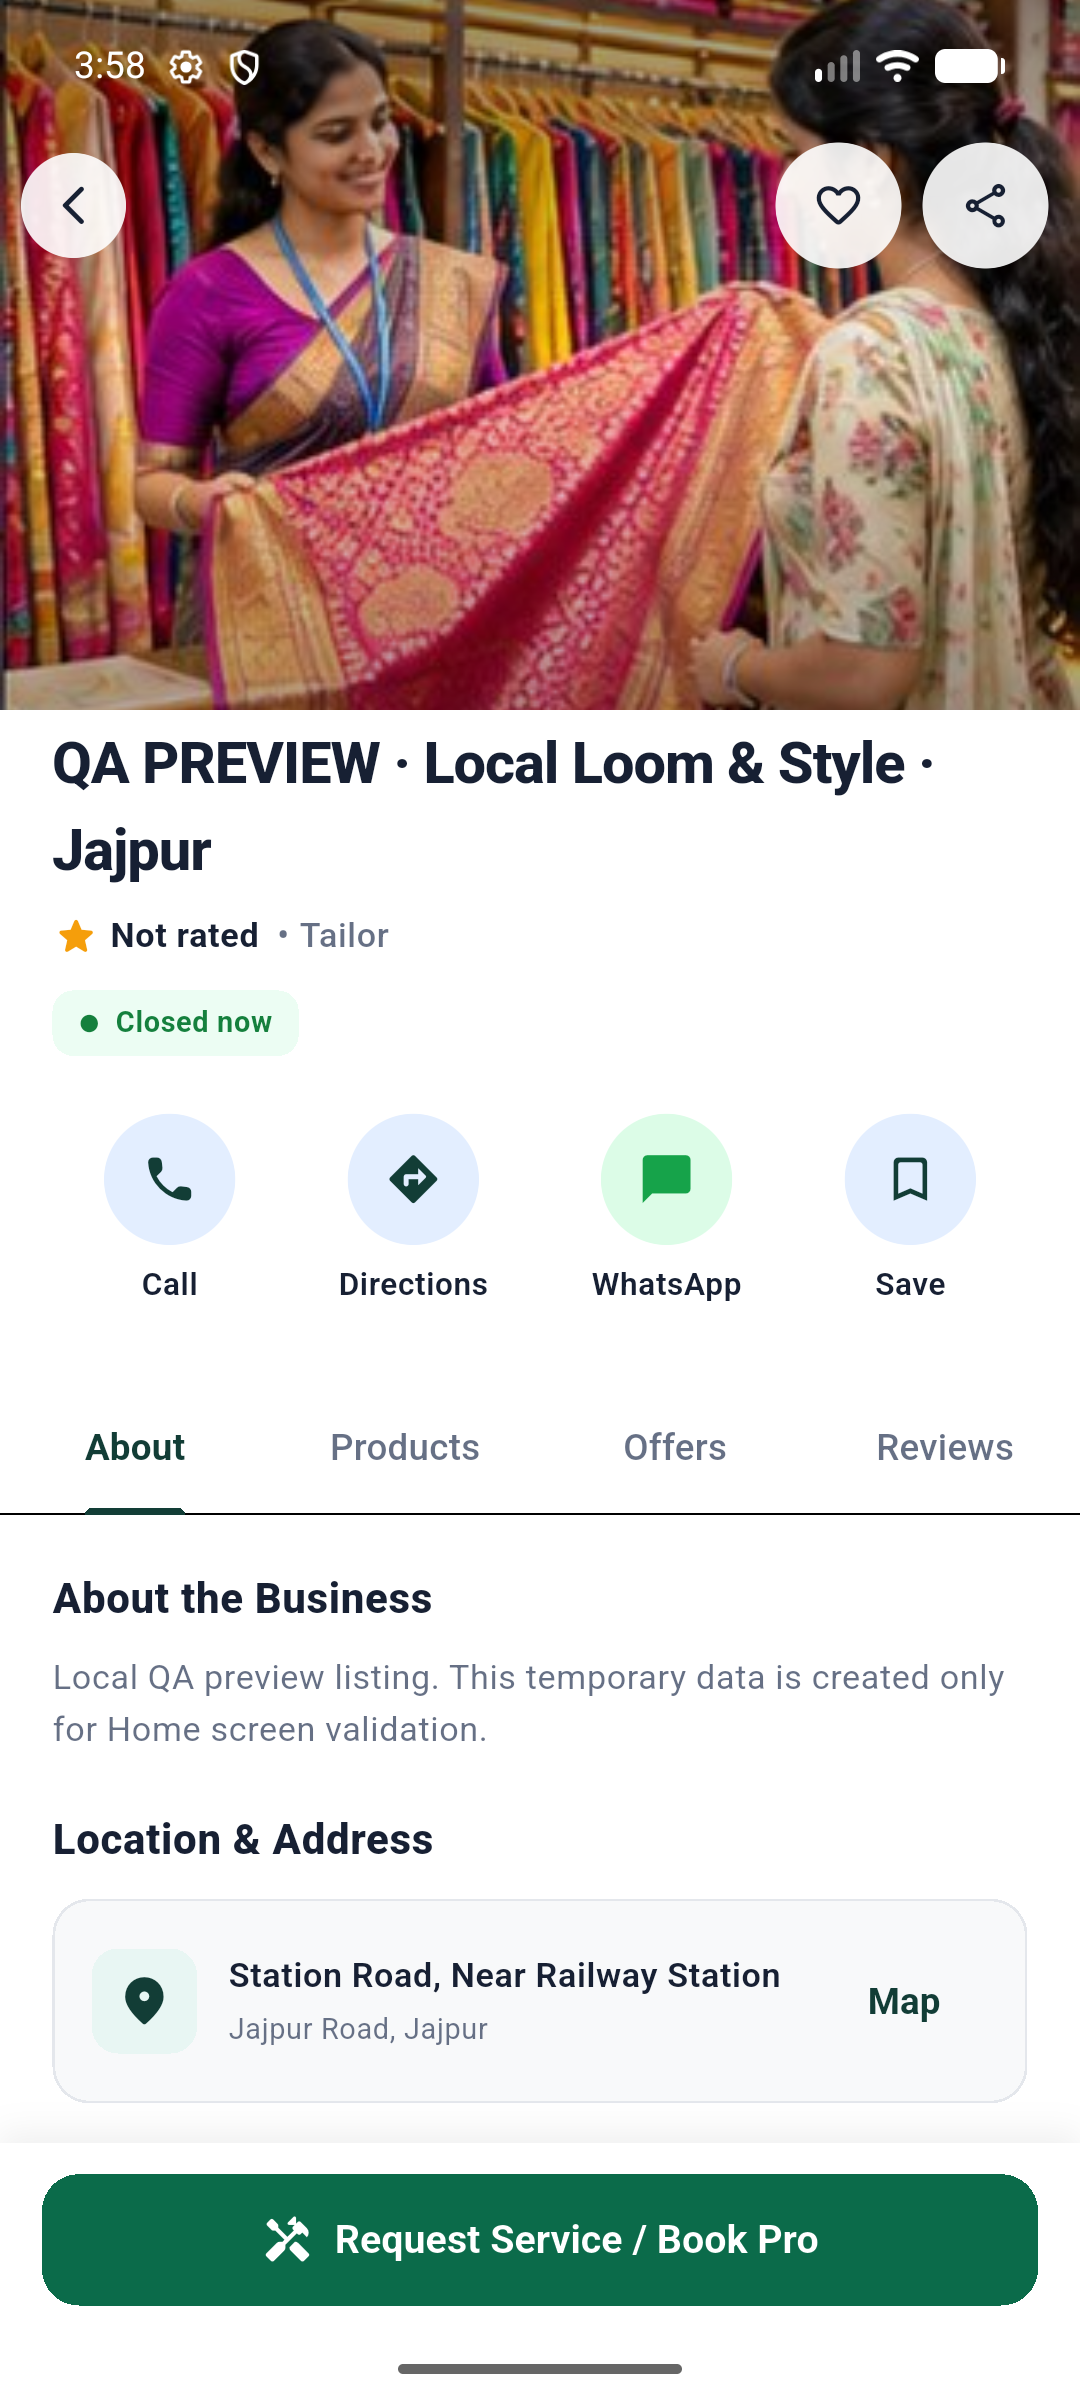 3:58
QA PREVIEW · Local Loom & Style ·
Jajpur
Not rated • Tailor
Closed now
Call Directions WhatsApp Save
About Products Offers Reviews
About the Business
Local QA preview listing. This temporary data is created only
for Home screen validation.
Location & Address
Station Road, Near Railway Station
Jajpur Road, Jajpur
Map
Request Service / Book Pro